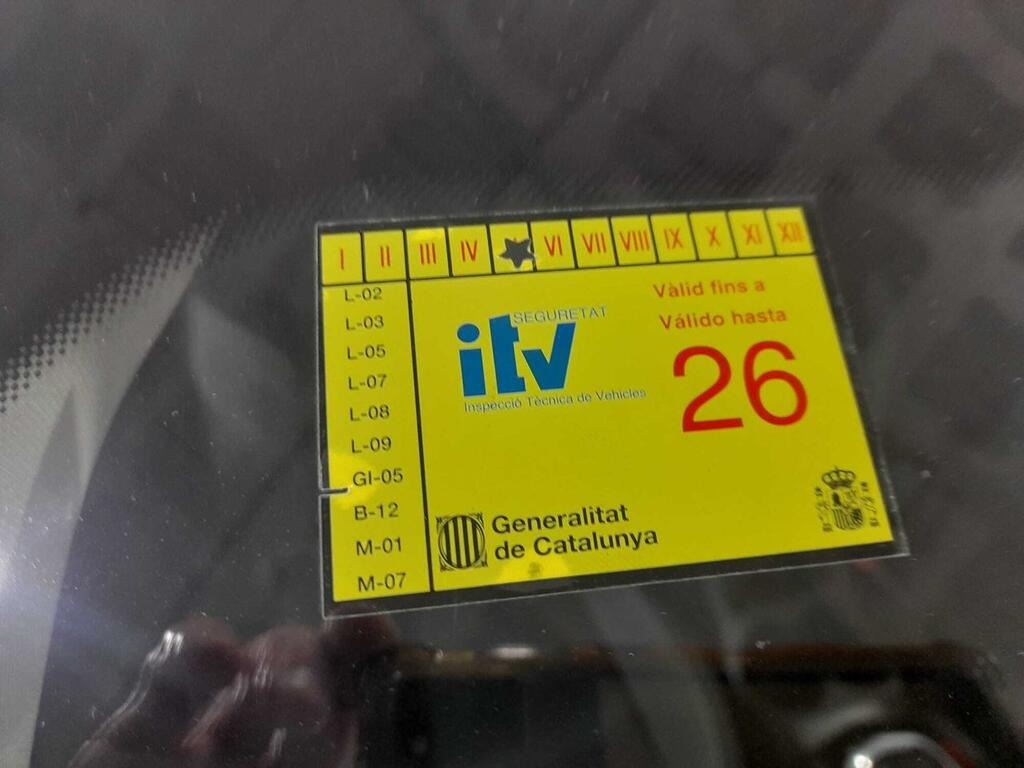 I II III IV VI VII VIII IX X XI XII
L-02
L-03
L-05
L-07
L-08
L-09
GI-05
B-12
M-01
M-07
SEGURETAT
itv
Inspecció Tècnica de Vehicles
Vàlid fins a
Válido hasta
26
Generalitat
de Catalunya